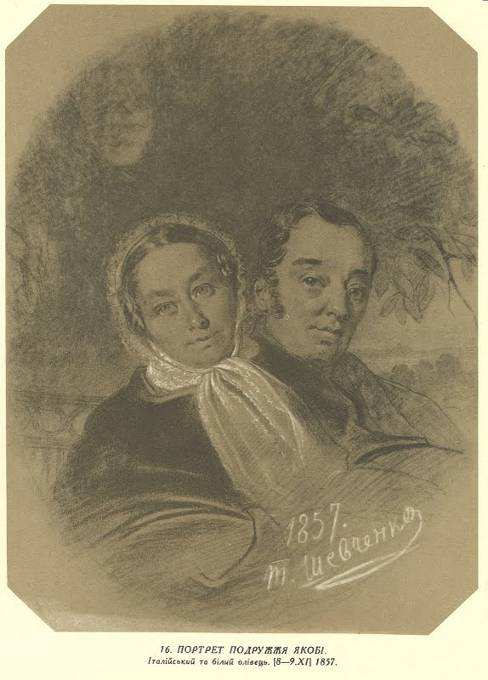 1857.
Т. Шевченко
16. ПОРТРЕТ ПОДРУЖЖЯ ЯКОБІ.
Італійський та білий олівець. [8—9.XI] 1857.